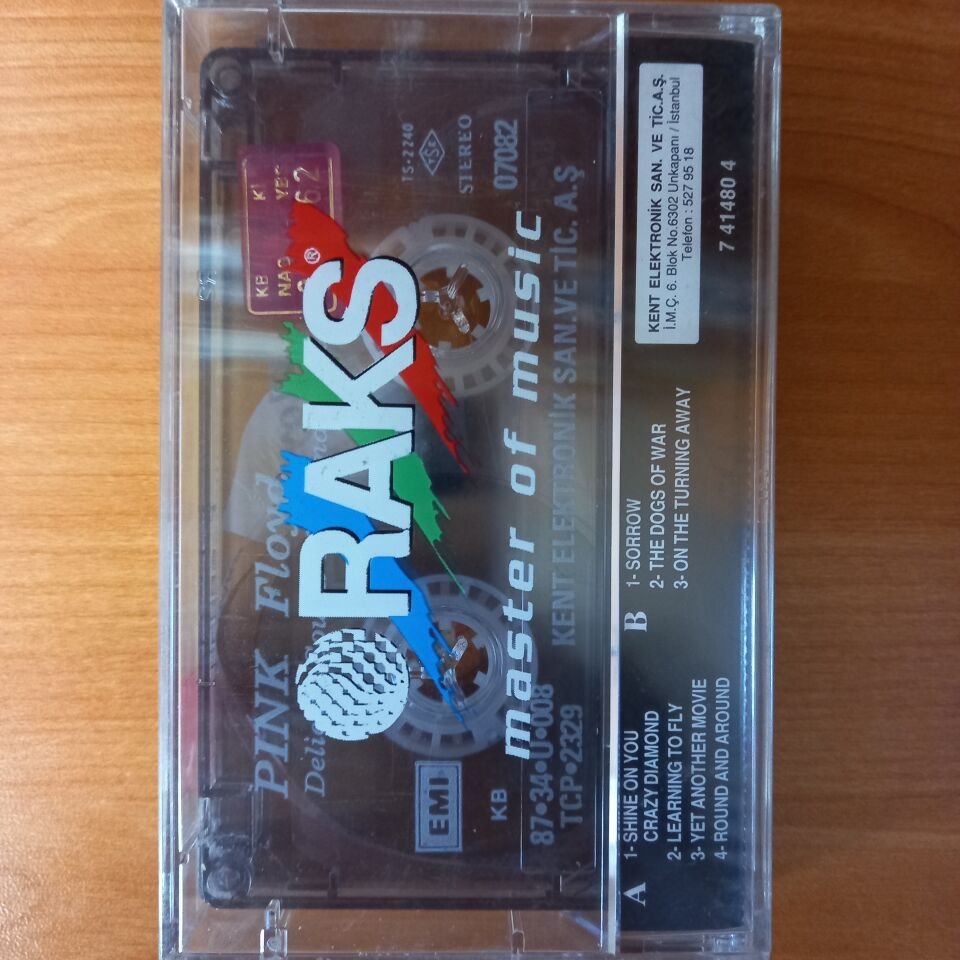 PINK Floyd
KB
TS-2240
TSE
STEREO
RAKS®
master of music
EMI
KB
87•34•U•008
07082
TCP•2329
KENT ELEKTRONİK SAN.VE TİC. A.Ş
A
1- SHINE ON YOU
CRAZY DIAMOND
2- LEARNING TO FLY
3- YET ANOTHER MOVIE
4- ROUND AND AROUND
B
1- SORROW
2- THE DOGS OF WAR
3- ON THE TURNING AWAY
KENT ELEKTRONİK SAN. VE TİC.A.Ş.
İ.M.Ç. 6. Blok No.6302 Unkapanı / İstanbul
Telefon : 527 95 18
7 41480 4